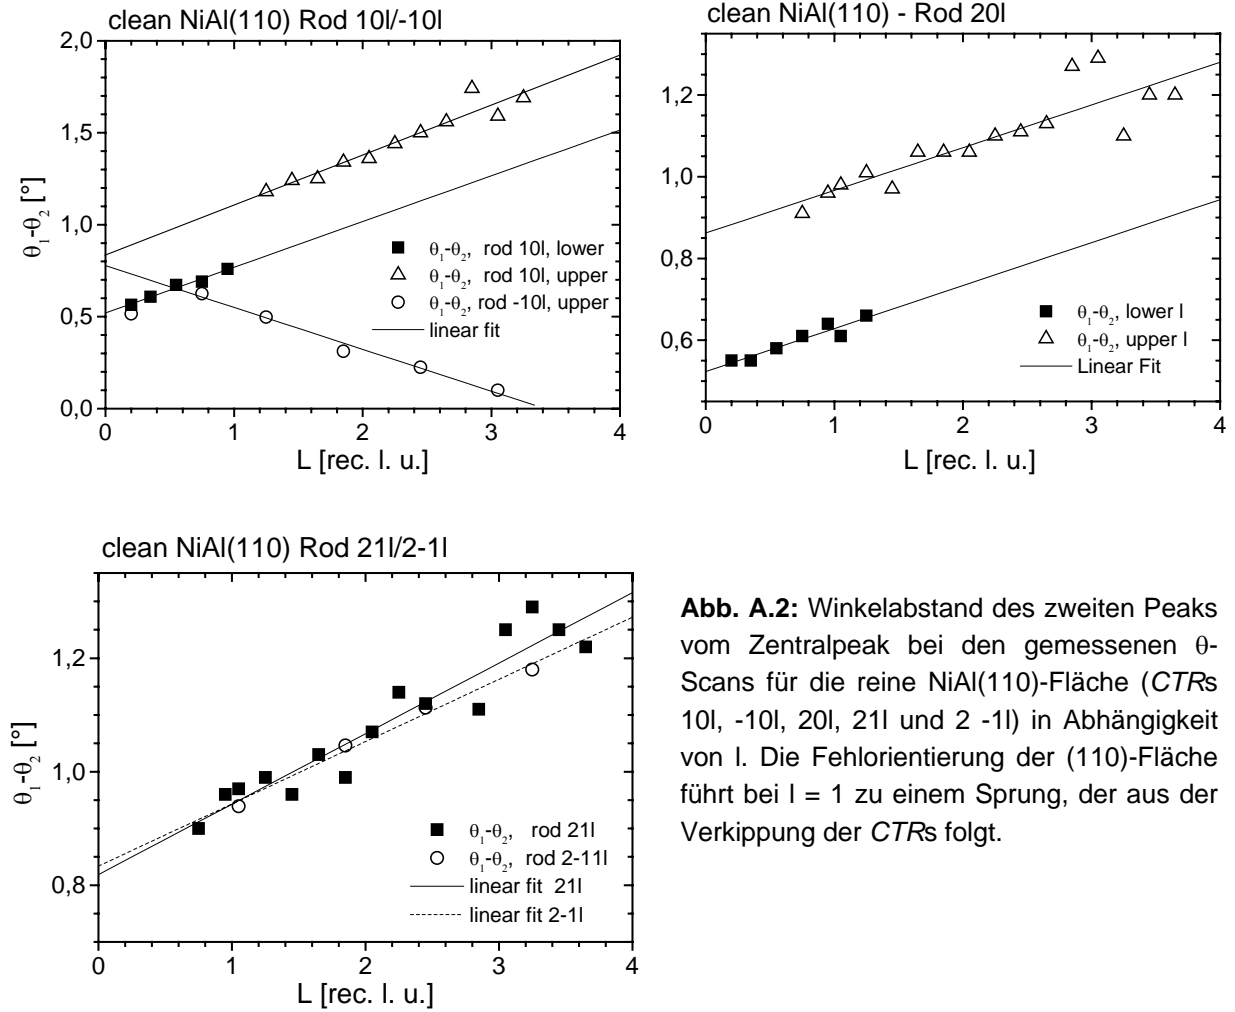 clean NiAl(110) Rod 10l/-10l
2,0
1,5
1,0
0,5
0,0
θ₁-θ₂ [°]
θ₁-θ₂, rod 10l, lower
θ₁-θ₂, rod 10l, upper
θ₁-θ₂, rod -10l, upper
linear fit
0 1 2 3 4
L [rec. l. u.]
clean NiAl(110) - Rod 20l
1,2
1,0
0,8
0,6
θ₁-θ₂, lower l
θ₁-θ₂, upper l
Linear Fit
0 1 2 3 4
L [rec. l. u.]
clean NiAl(110) Rod 21l/2-1l
1,2
1,0
0,8
θ₁-θ₂ [°]
θ₁-θ₂, rod 21l
θ₁-θ₂, rod 2-11l
linear fit 21l
linear fit 2-1l
0 1 2 3 4
L [rec. l. u.]
Abb. A.2: Winkelabstand des zweiten Peaks
vom Zentralpeak bei den gemessenen θ-
Scans für die reine NiAl(110)-Fläche (CTRs
10l, -10l, 20l, 21l und 2 -1l) in Abhängigkeit
von l. Die Fehlorientierung der (110)-Fläche
führt bei l = 1 zu einem Sprung, der aus der
Verkippung der CTRs folgt.